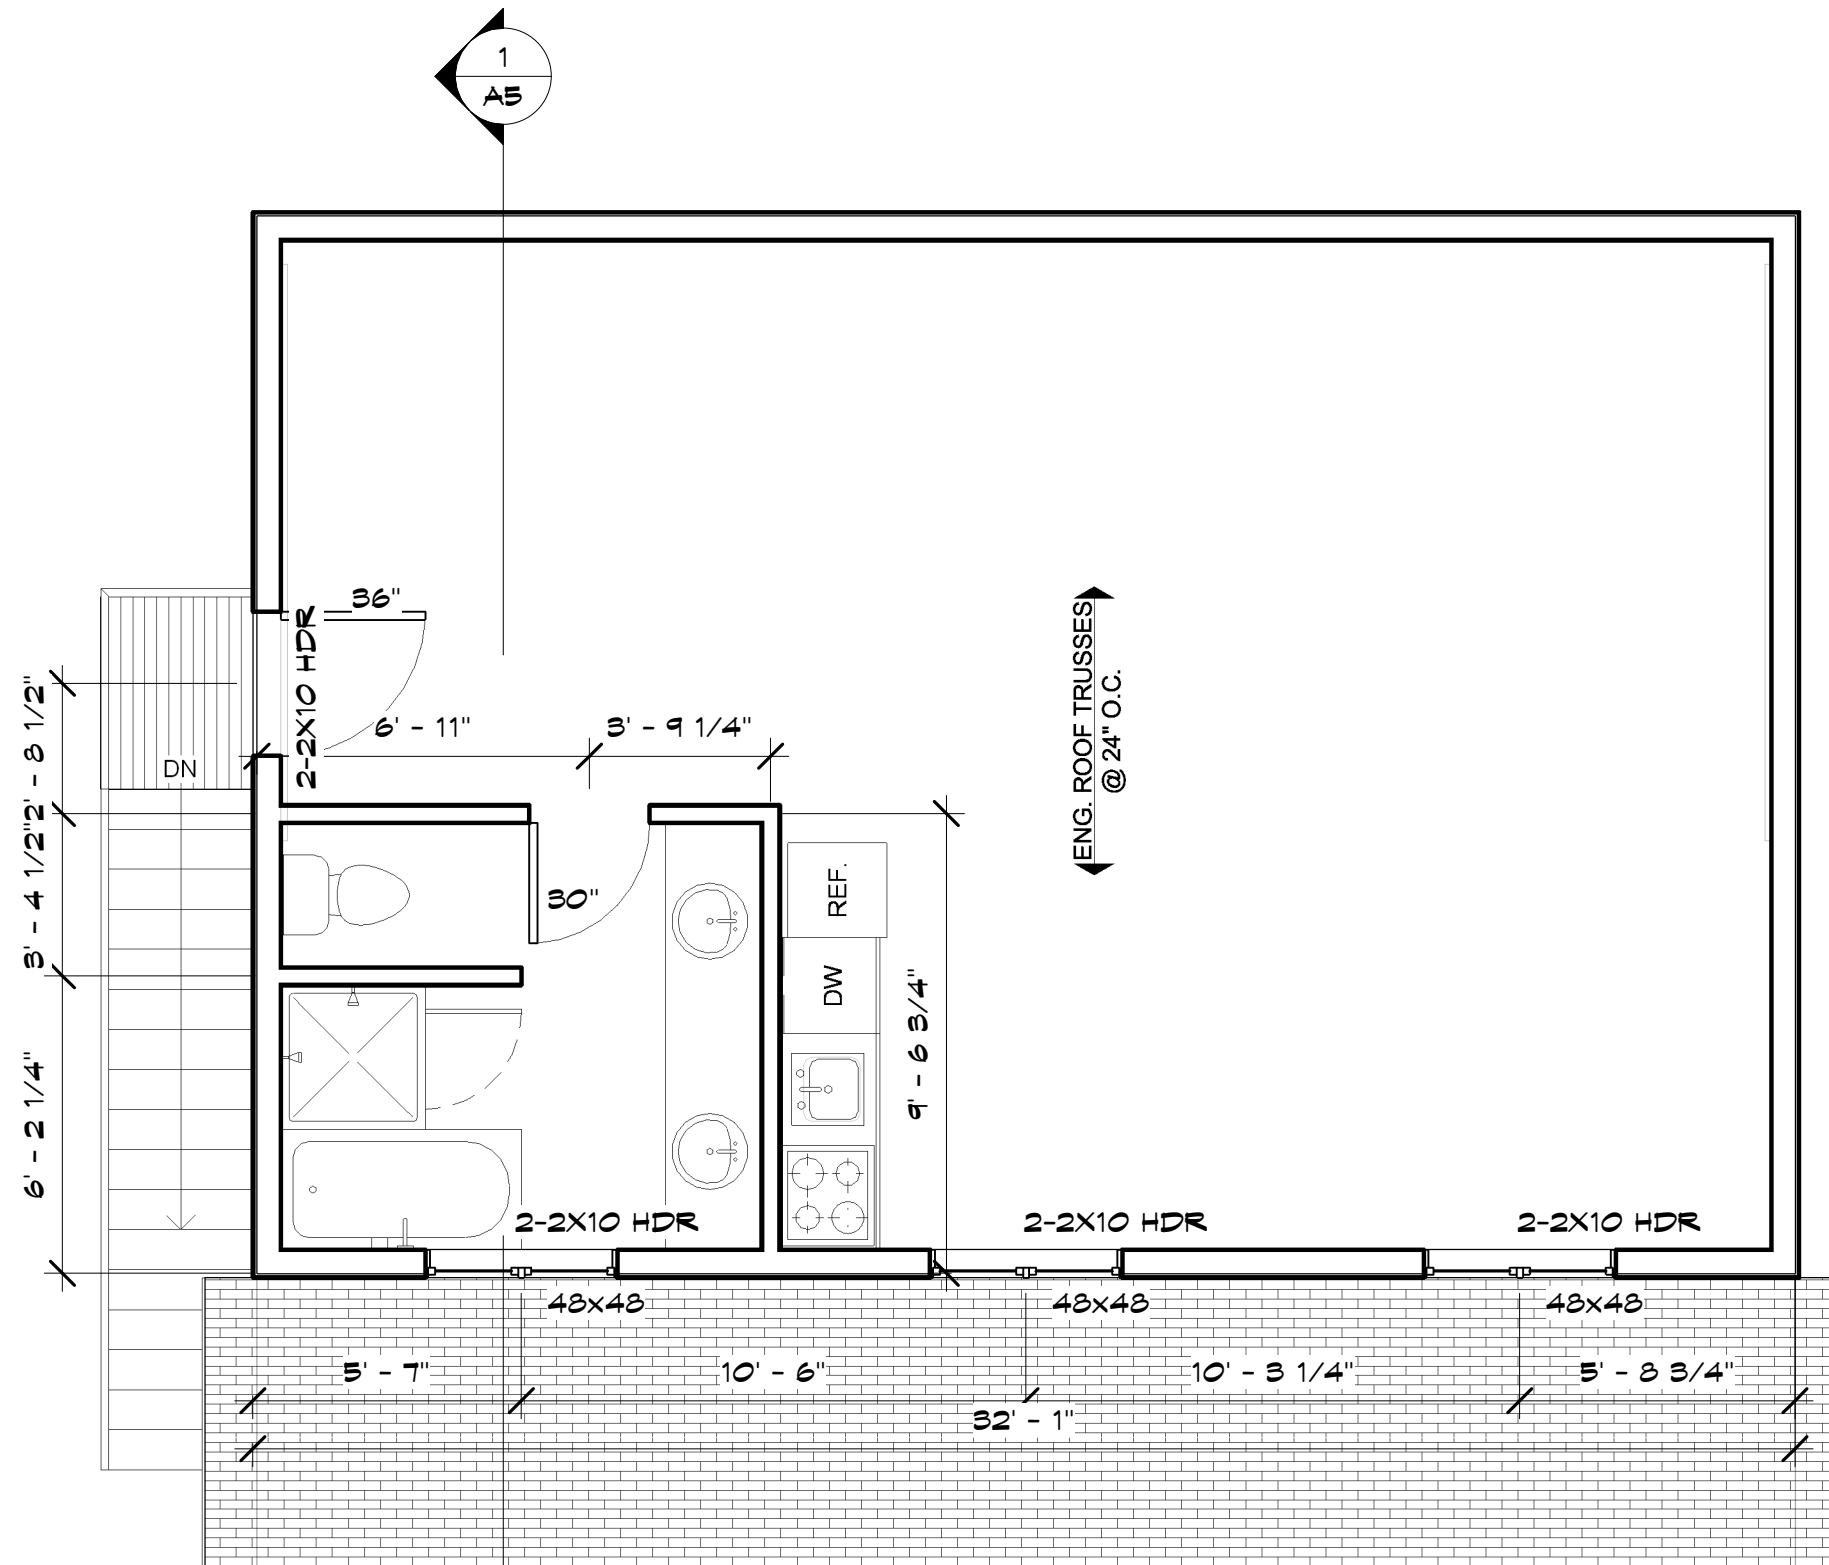 1
A5
36"
2-2X10 HDR
6' - 11"
3' - 9 1/4"
2' - 8 1/2"
3' - 4 1/2"
6' - 2 1/4"
DN
30"
REF.
DW
9' - 6 3/4"
ENG. ROOF TRUSSES
@ 24" O.C.
2-2X10 HDR
2-2X10 HDR
2-2X10 HDR
48x48
48x48
48x48
5' - 7"
10' - 6"
10' - 3 1/4"
5' - 8 3/4"
32' - 1"